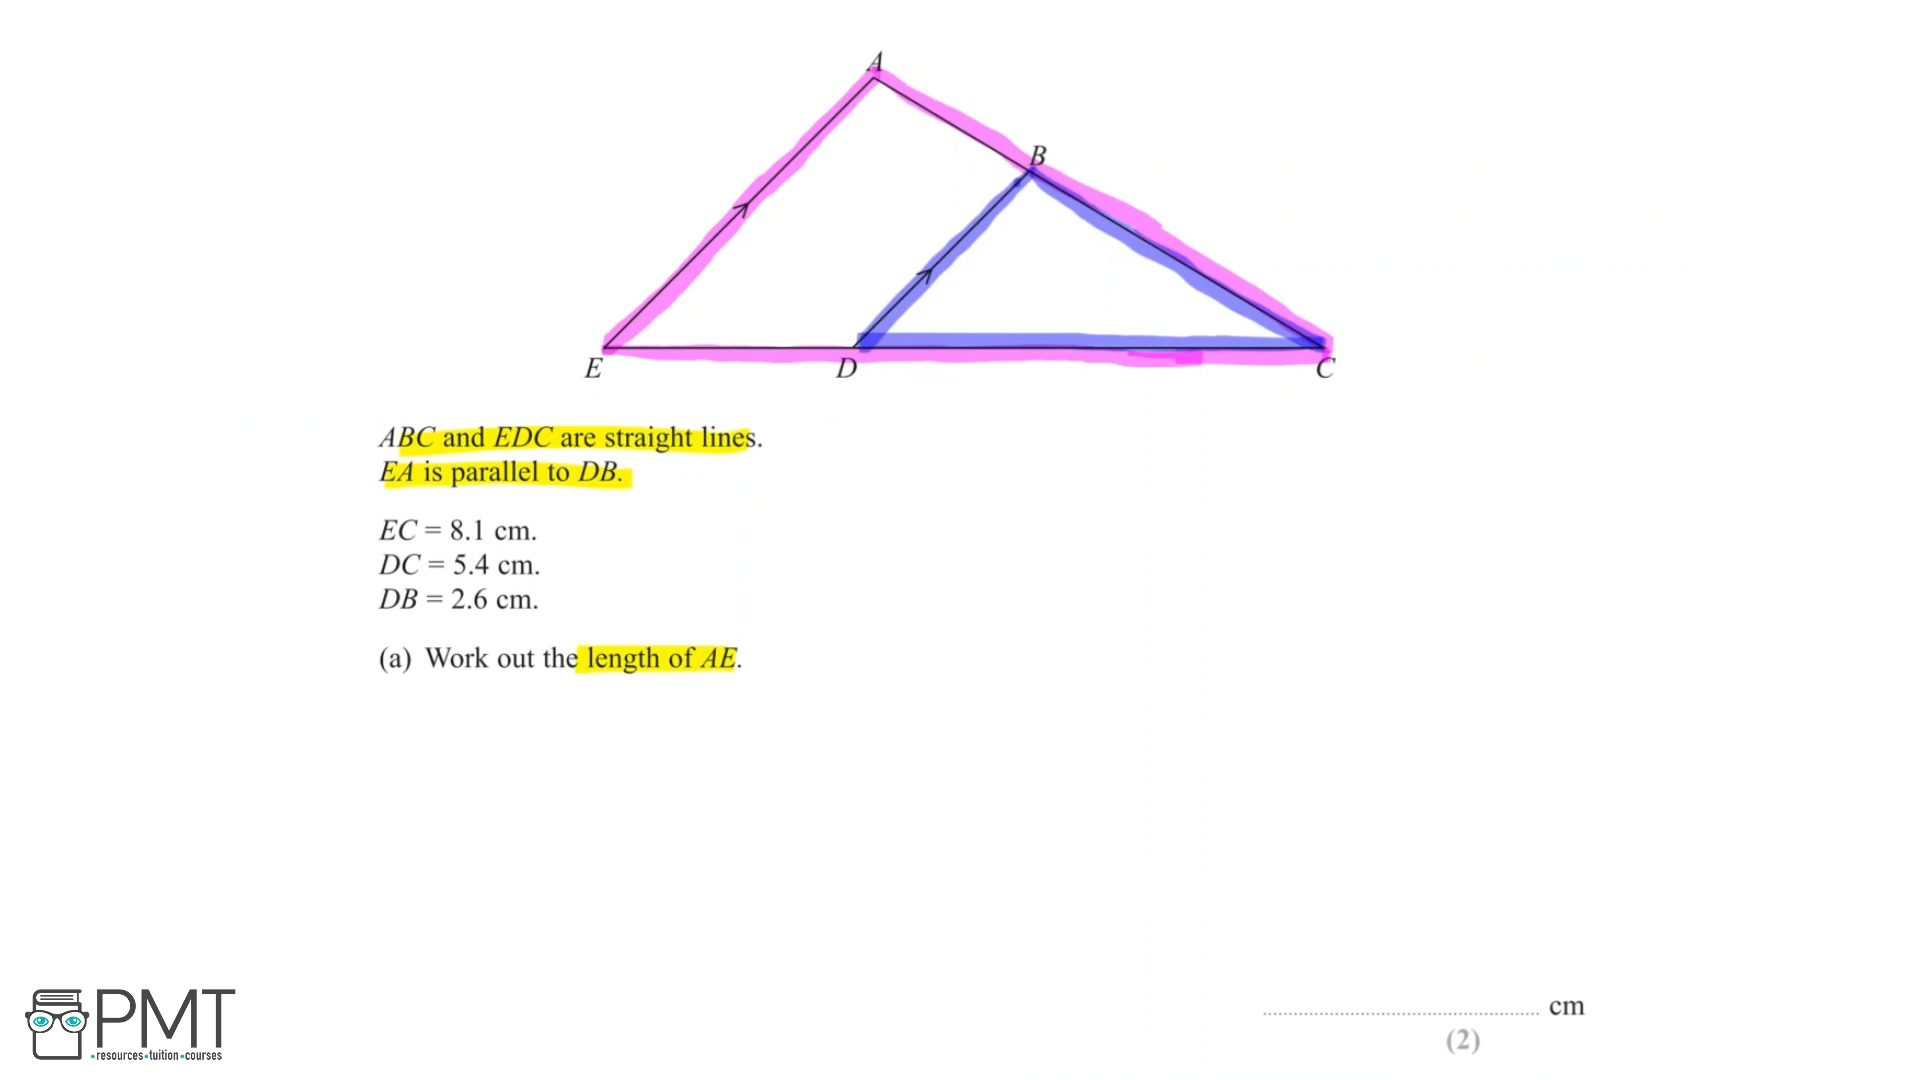 A
B
E
D
C
ABC and EDC are straight lines.
EA is parallel to DB.
EC = 8.1 cm.
DC = 5.4 cm.
DB = 2.6 cm.
(a) Work out the length of AE.
.................................................. cm
(2)
PMT
•resources•tuition•courses